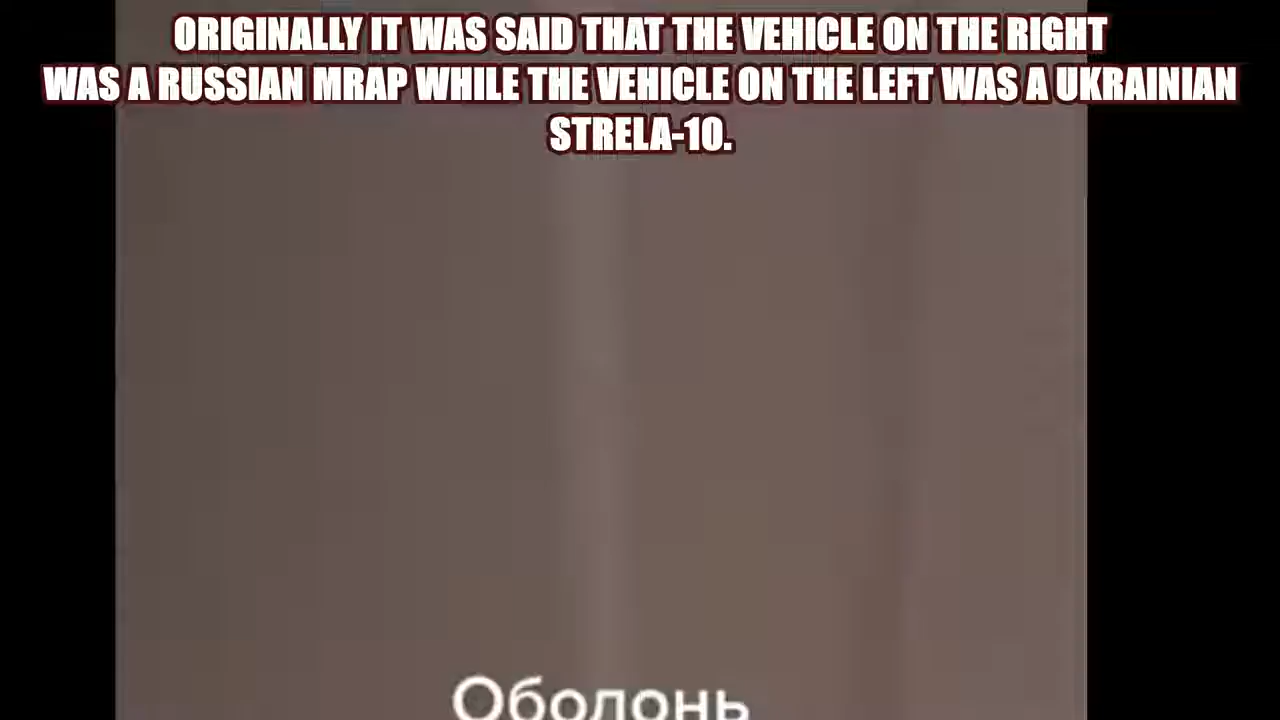 ORIGINALLY IT WAS SAID THAT THE VEHICLE ON THE RIGHT
WAS A RUSSIAN MRAP WHILE THE VEHICLE ON THE LEFT WAS A UKRAINIAN
STRELA-10.
Оболонь